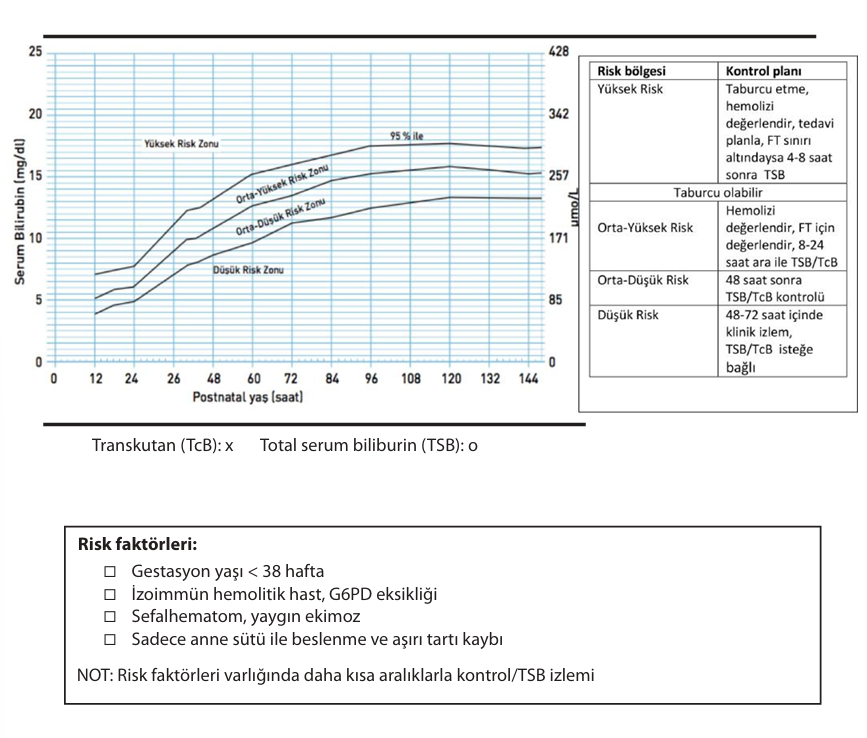 25
20
15
10
5
0
Serum Bilirubin (mg/dl)
428
342
257
171
85
0
µmo/L
Yüksek Risk Zonu
95 % ile
Orta-Yüksek Risk Zonu
Orta-Düşük Risk Zonu
Düşük Risk Zonu
0 12 24 26 48 60 72 84 96 108 120 132 144
Postnatal yaş (saat)
Risk bölgesi Kontrol planı
Yüksek Risk Taburcu etme,
hemolizi
değerlendir, tedavi
planla, FT sınırı
altındaysa 4-8 saat
sonra TSB
Taburcu olabilir
Hemolizi
Orta-Yüksek Risk değerlendir, FT için
değerlendir, 8-24
saat ara ile TSB/TcB
Orta-Düşük Risk 48 saat sonra
TSB/TcB kontrolü
Düşük Risk 48-72 saat içinde
klinik izlem,
TSB/TcB isteğe
bağlı
Transkutan (TcB): x Total serum biliburin (TSB): o
Risk faktörleri:
☐ Gestasyon yaşı < 38 hafta
☐ İzoimmün hemolitik hast, G6PD eksikliği
☐ Sefalhematom, yaygın ekimoz
☐ Sadece anne sütü ile beslenme ve aşırı tartı kaybı
NOT: Risk faktörleri varlığında daha kısa aralıklarla kontrol/TSB izlemi